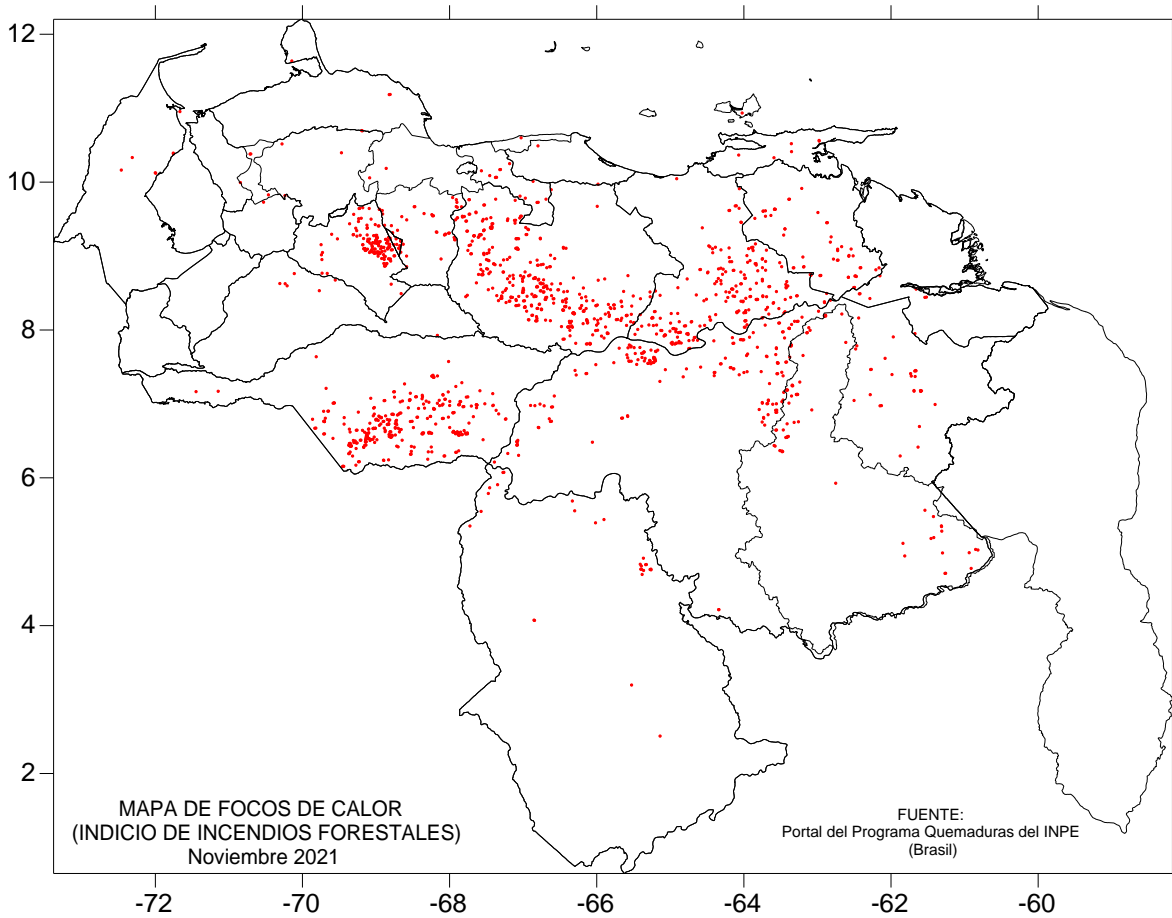 12
10
8
6
4
2
MAPA DE FOCOS DE CALOR
(INDICIO DE INCENDIOS FORESTALES)
Noviembre 2021
FUENTE:
Portal del Programa Quemaduras del INPE
(Brasil)
-72
-70
-68
-66
-64
-62
-60